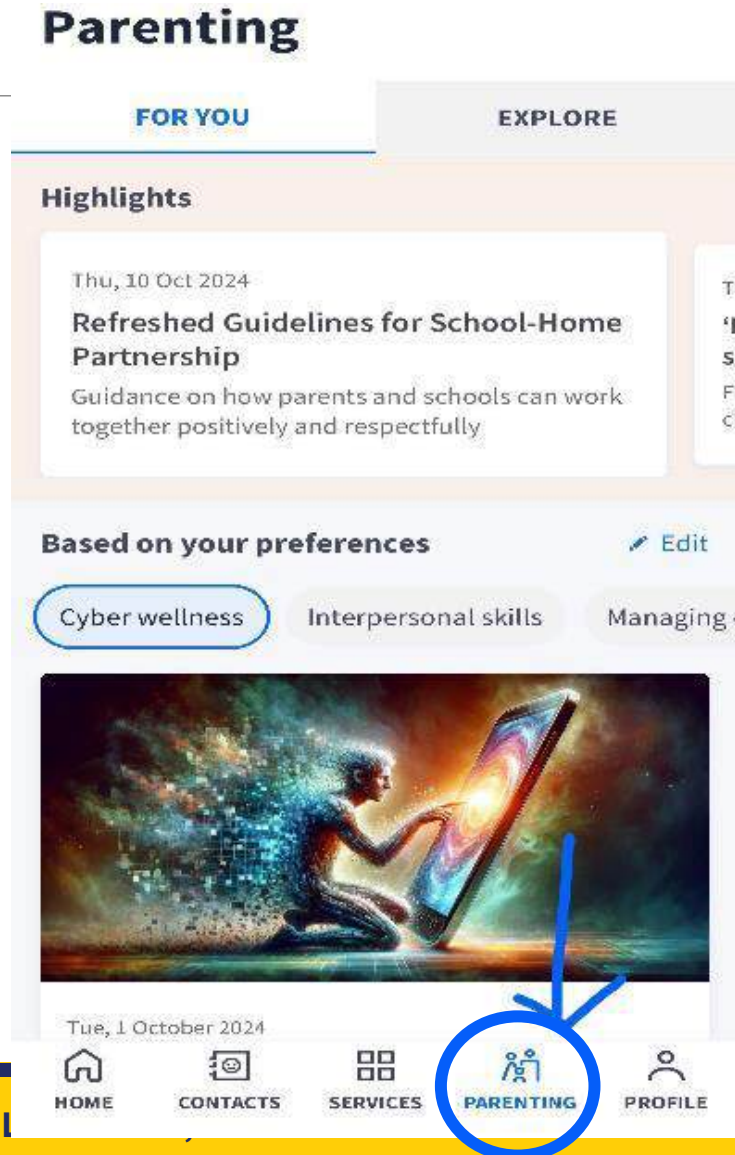 Parenting
FOR YOU
EXPLORE
Highlights
Thu, 10 Oct 2024
Refreshed Guidelines for School-Home
Partnership
Guidance on how parents and schools can work
together positively and respectfully
Based on your preferences
Edit
Cyber wellness
Interpersonal skills
Managing
Tue, 1 October 2024
HOME
CONTACTS
SERVICES
PARENTING
PROFILE